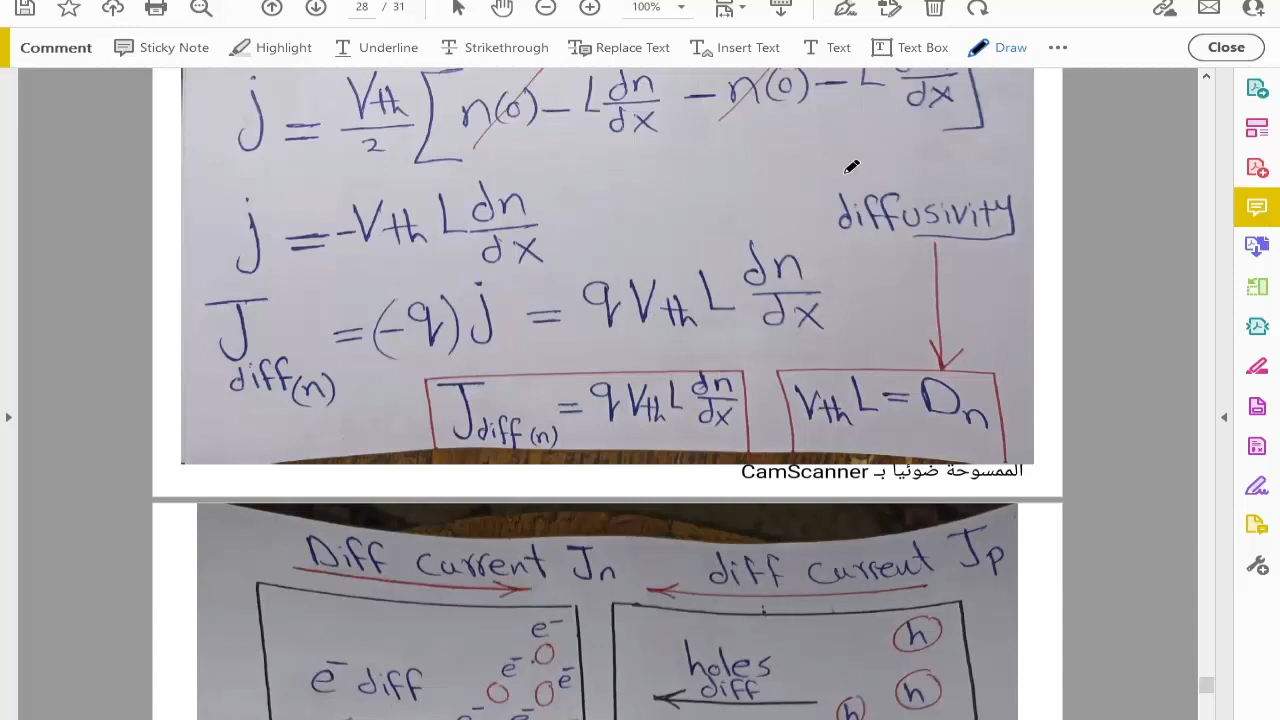 28 / 31
100%
Comment Sticky Note Highlight Underline Strikethrough Replace Text Insert Text Text Text Box Draw Close
j = Vth/2 [ n(0) - L dn/dx - n(0) - L dn/dx ]
j = -Vth L dn/dx
diffusivity
J diff(n) = (-q) j = q Vth L dn/dx
J diff(n) = q Vth L dn/dx
Vth L = Dn
الممسوحة ضوئيا بـ CamScanner
Diff current Jn
diff current Jp
e- diff
e-
e-
e-
e-
holes diff
h
h
h